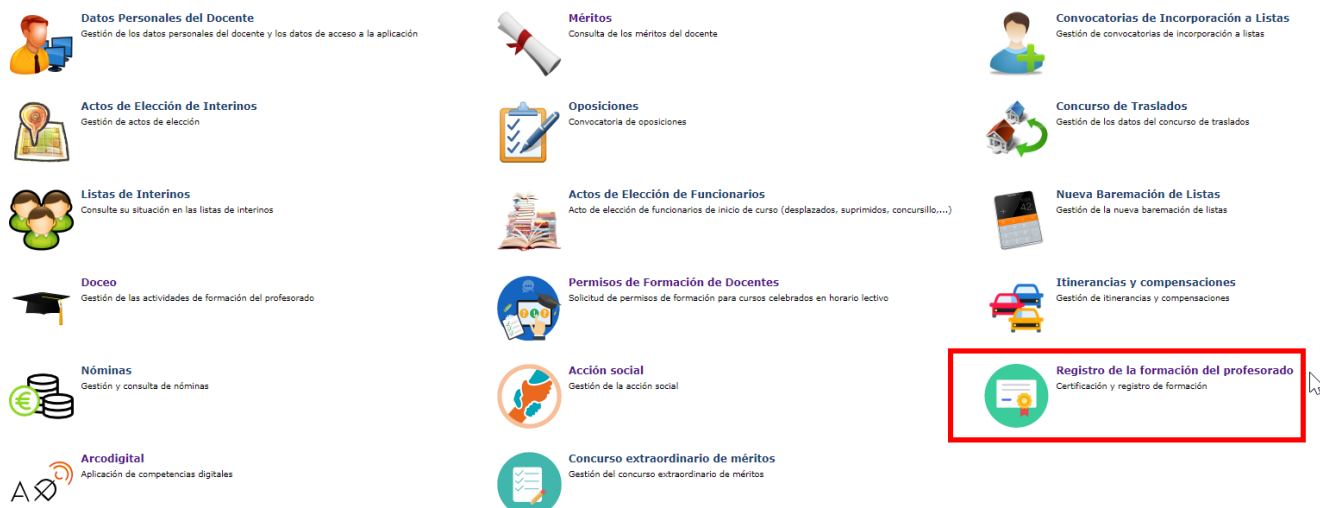 Datos Personales del Docente
Gestión de los datos personales del docente y los datos de acceso a la aplicación
Méritos
Consulta de los méritos del docente
Convocatorias de Incorporación a Listas
Gestión de convocatorias de incorporación a listas
Actos de Elección de Interinos
Gestión de actos de elección
Oposiciones
Convocatoria de oposiciones
Concurso de Traslados
Gestión de los datos del concurso de traslados
Listas de Interinos
Consulte su situación en las listas de interinos
Actos de Elección de Funcionarios
Acto de elección de funcionarios de inicio de curso (desplazados, suprimidos, concursillo,...)
Nueva Baremación de Listas
Gestión de la nueva baremación de listas
Doceo
Gestión de las actividades de formación del profesorado
Permisos de Formación de Docentes
Solicitud de permisos de formación para cursos celebrados en horario lectivo
Itinerancias y compensaciones
Gestión de itinerancias y compensaciones
Nóminas
Gestión y consulta de nóminas
Acción social
Gestión de la acción social
Registro de la formación del profesorado
Certificación y registro de formación
Arcodigital
Aplicación de competencias digitales
Concurso extraordinario de méritos
Gestión del concurso extraordinario de méritos